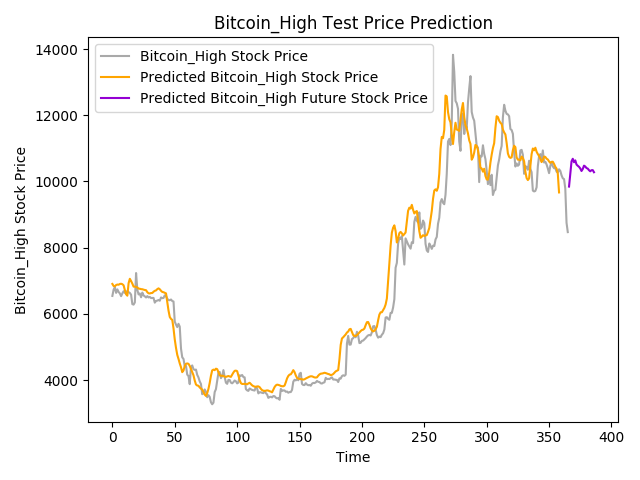 Bitcoin_High Test Price Prediction
Bitcoin_High Stock Price
Predicted Bitcoin_High Stock Price
Predicted Bitcoin_High Future Stock Price
Bitcoin_High Stock Price
14000
12000
10000
8000
6000
4000
0 50 100 150 200 250 300 350 400
Time